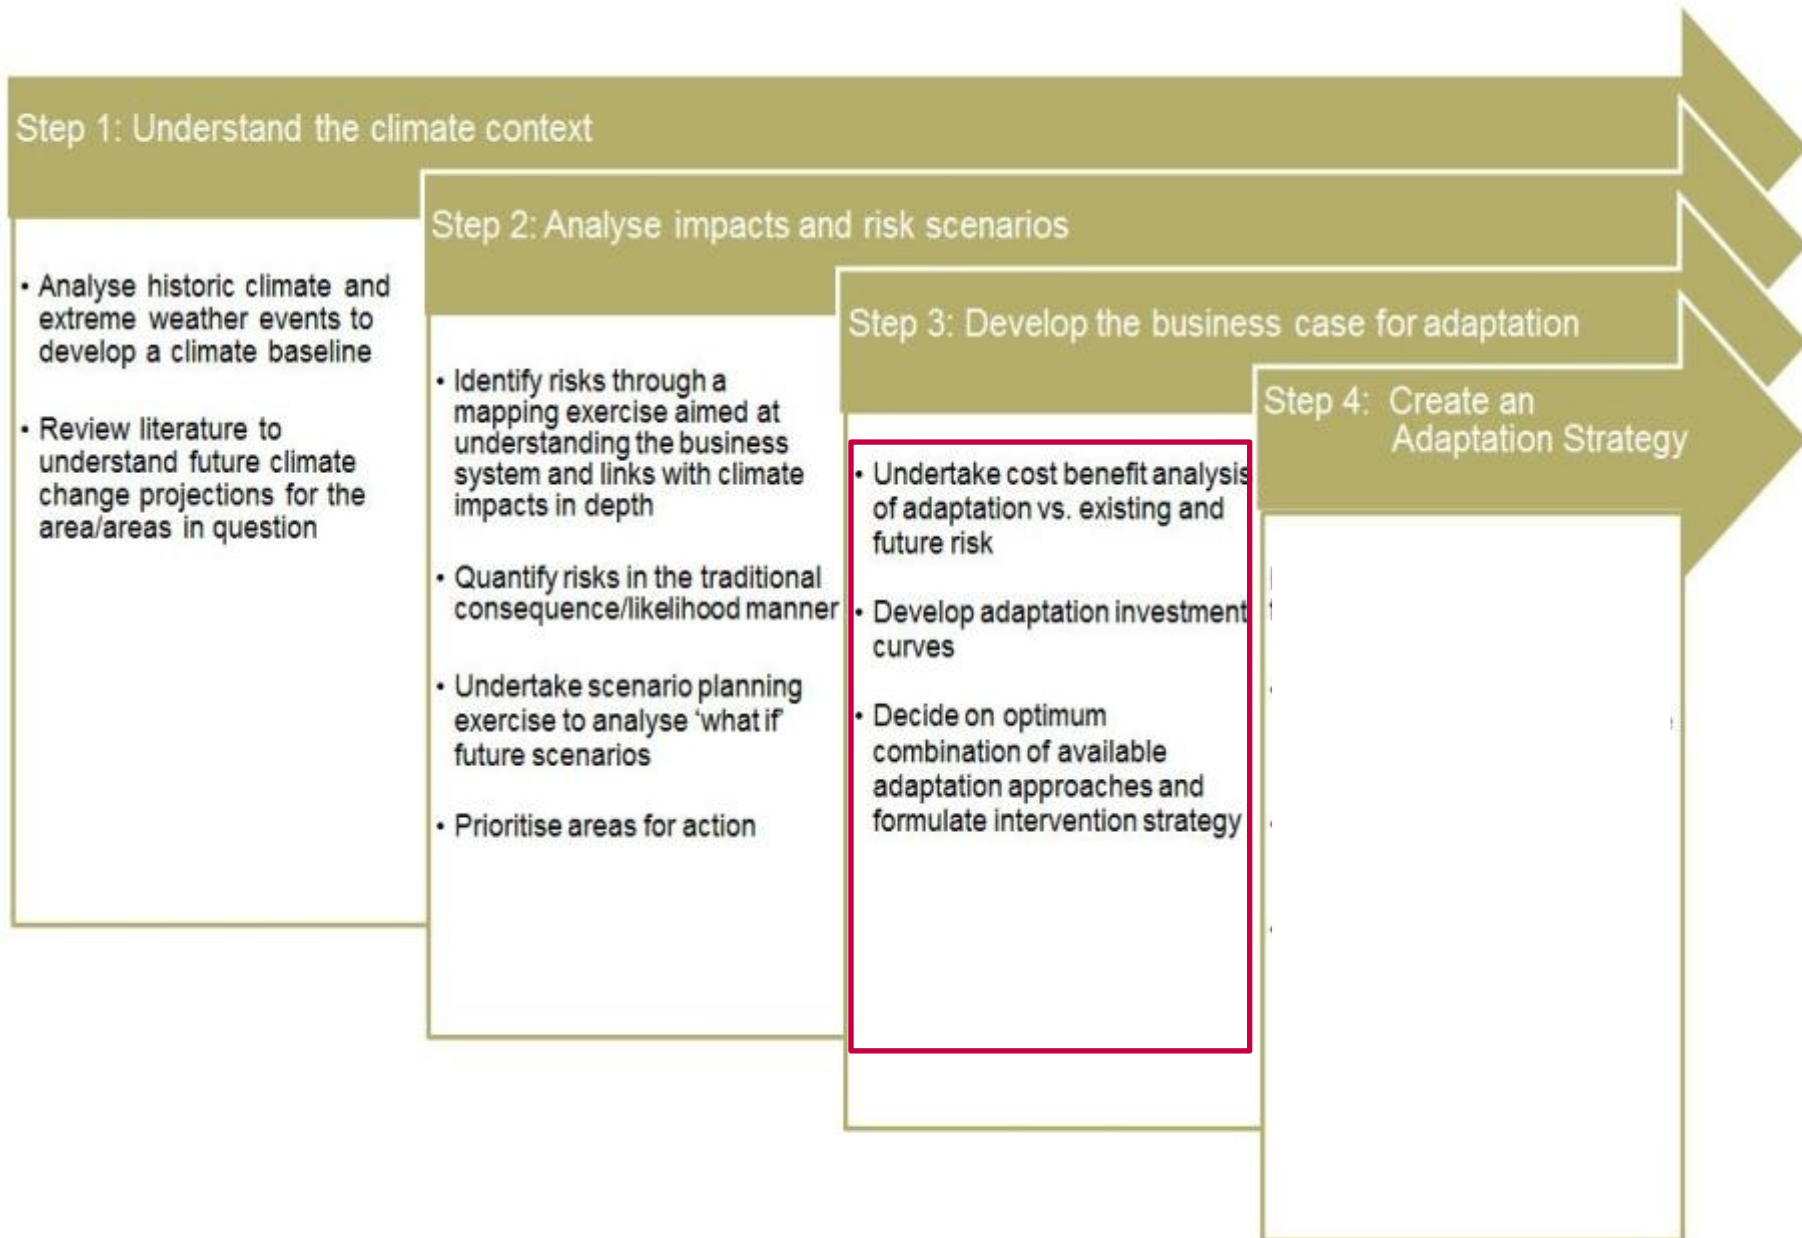 Step 1: Understand the climate context
• Analyse historic climate and
extreme weather events to
develop a climate baseline
• Review literature to
understand future climate
change projections for the
area/areas in question
Step 2: Analyse impacts and risk scenarios
• Identify risks through a
mapping exercise aimed at
understanding the business
system and links with climate
impacts in depth
• Quantify risks in the traditional
consequence/likelihood manner
• Undertake scenario planning
exercise to analyse ‘what if’
future scenarios
• Prioritise areas for action
Step 3: Develop the business case for adaptation
• Undertake cost benefit analysis
of adaptation vs. existing and
future risk
• Develop adaptation investment
curves
• Decide on optimum
combination of available
adaptation approaches and
formulate intervention strategy
Step 4: Create an
Adaptation Strategy